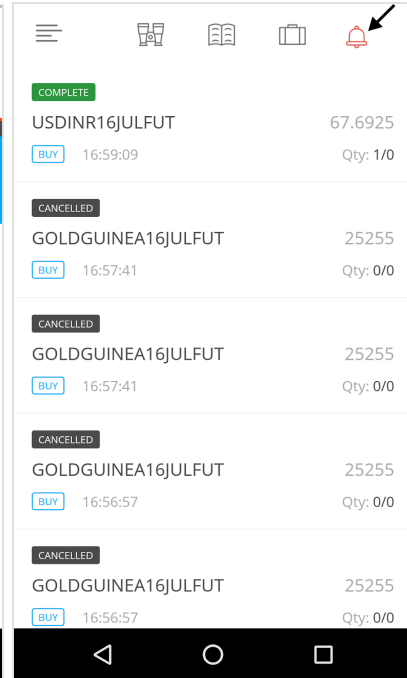 COMPLETE
USDINR16JULFUT 67.6925
BUY 16:59:09 Qty: 1/0
CANCELLED
GOLDGUINEA16JULFUT 25255
BUY 16:57:41 Qty: 0/0
CANCELLED
GOLDGUINEA16JULFUT 25255
BUY 16:57:41 Qty: 0/0
CANCELLED
GOLDGUINEA16JULFUT 25255
BUY 16:56:57 Qty: 0/0
CANCELLED
GOLDGUINEA16JULFUT 25255
BUY 16:56:57 Qty: 0/0